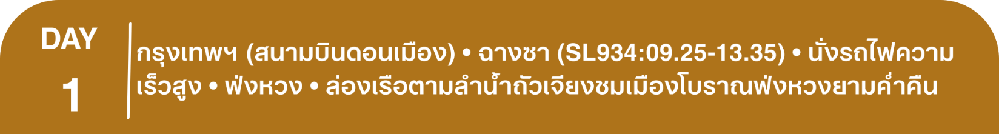 DAY
1
กรุงเทพฯ (สนามบินดอนเมือง) • ฉางซา (SL934:09.25-13.35) • นั่งรถไฟความ
เร็วสูง • ฟ่งหวง • ล่องเรือตามลำน้ำถัวเจียงชมเมืองโบราณฟ่งหวงยามค่ำคืน